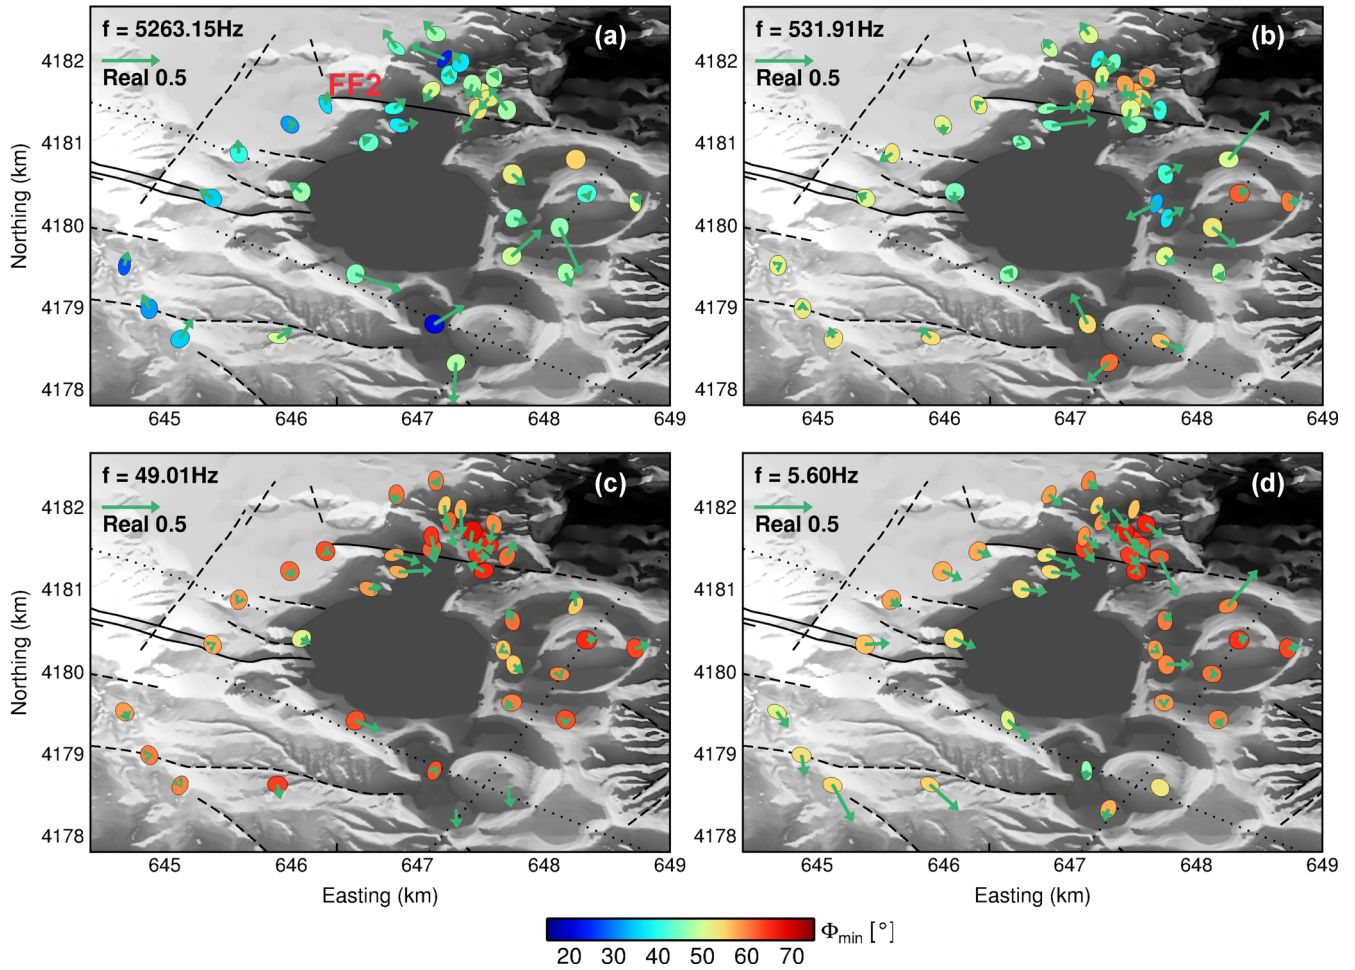 f = 5263.15Hz
(a)
Real 0.5
FF2
f = 531.91Hz
(b)
Real 0.5
Northing (km)
4182
4181
4180
4179
4178
645 646 647 648 649
4182
4181
4180
4179
4178
645 646 647 648 649
f = 49.01Hz
(c)
Real 0.5
f = 5.60Hz
(d)
Real 0.5
Northing (km)
4182
4181
4180
4179
4178
645 646 647 648 649
Easting (km)
4182
4181
4180
4179
4178
645 646 647 648 649
Easting (km)
Φmin [°]
20 30 40 50 60 70